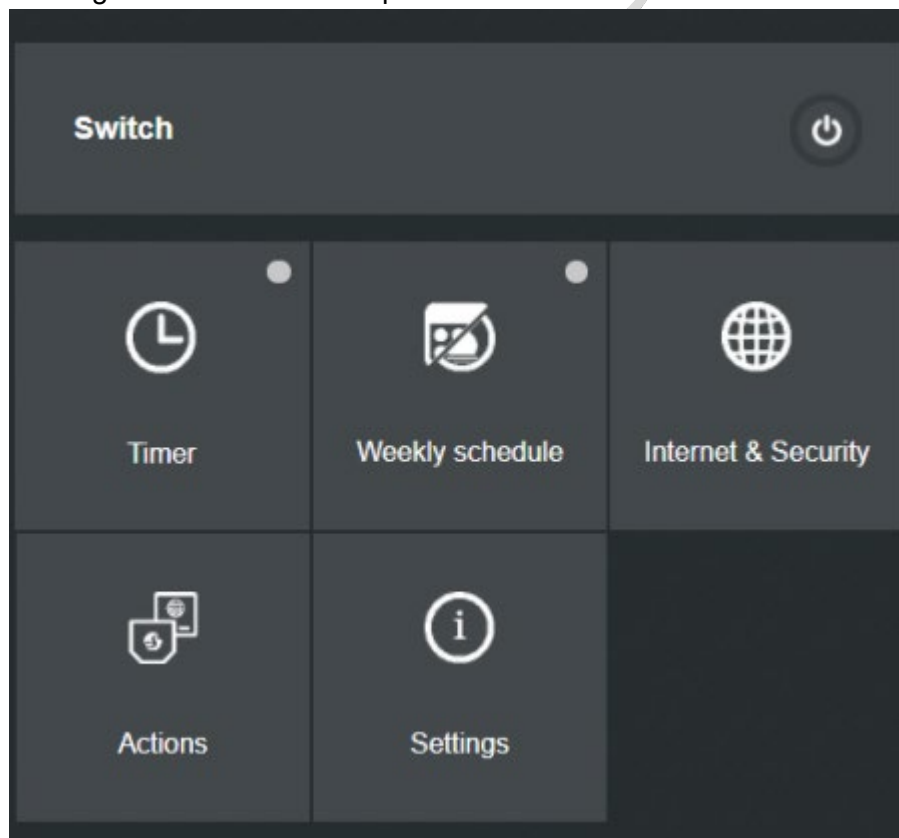 Switch
Timer
Weekly schedule
Internet & Security
Actions
Settings